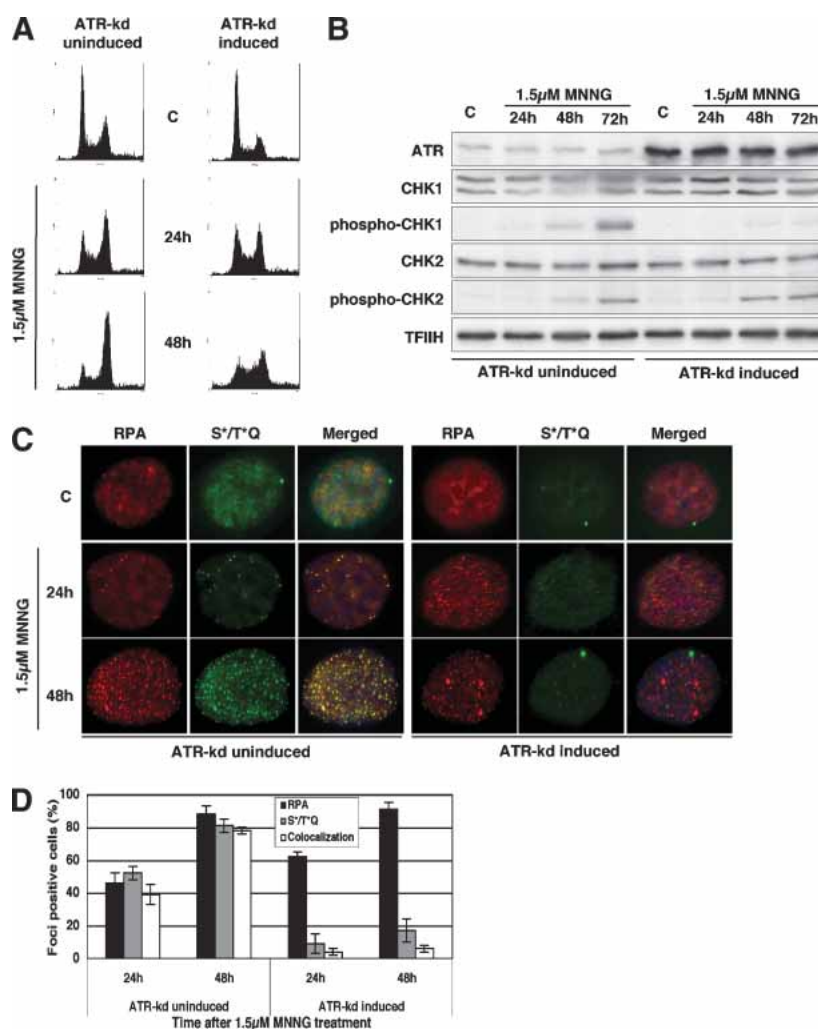 A
ATR-kd uninduced
ATR-kd induced
C
24h
48h
1.5µM MNNG
B
1.5µM MNNG
1.5µM MNNG
C 24h 48h 72h C 24h 48h 72h
ATR
CHK1
phospho-CHK1
CHK2
phospho-CHK2
TFIIH
ATR-kd uninduced
ATR-kd induced
C
RPA S*/T*Q Merged RPA S*/T*Q Merged
C
24h
48h
1.5µM MNNG
ATR-kd uninduced
ATR-kd induced
D
Foci positive cells (%)
100
80
60
40
20
0
RPA
S*/T*Q
Colocalization
24h 48h 24h 48h
ATR-kd uninduced ATR-kd induced
Time after 1.5µM MNNG treatment